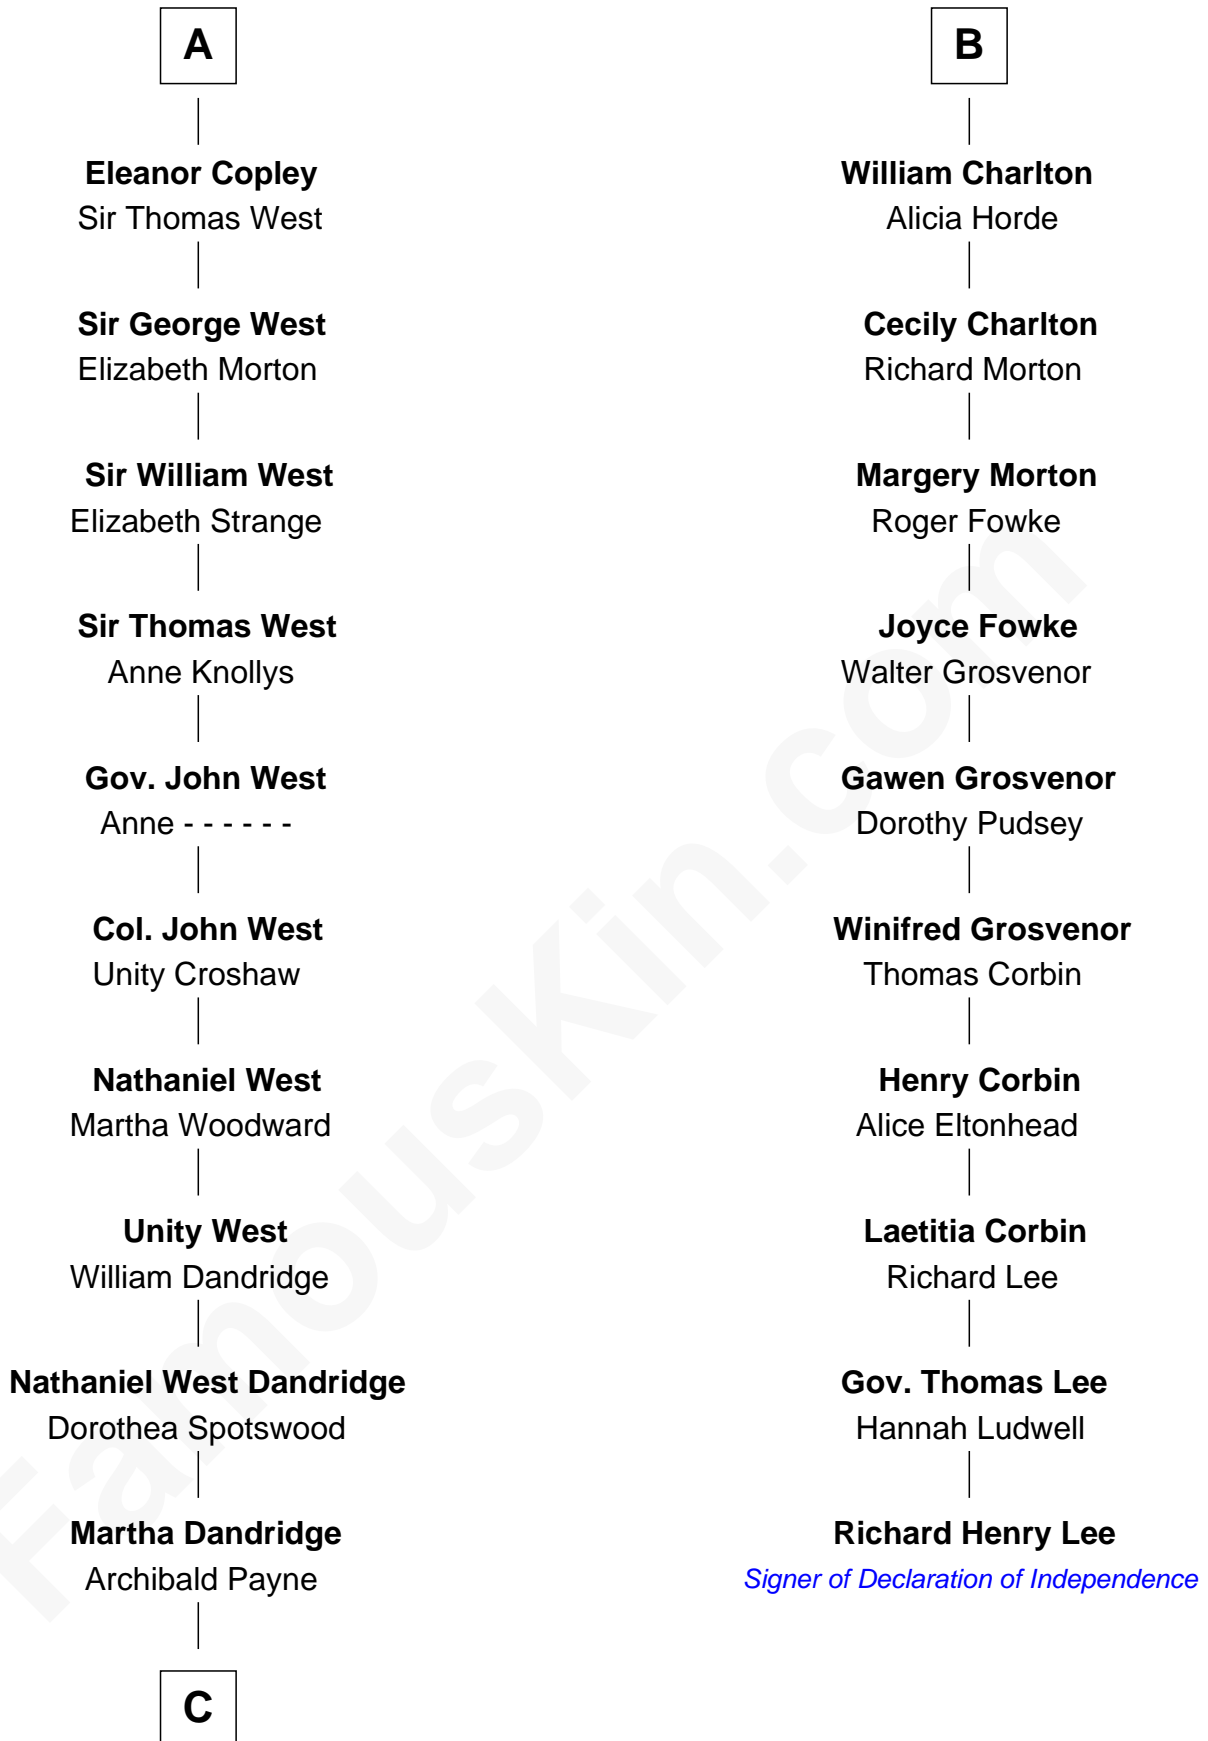 A
Eleanor Copley
Sir Thomas West
Sir George West
Elizabeth Morton
Sir William West
Elizabeth Strange
Sir Thomas West
Anne Knollys
Gov. John West
Anne - - - - - -
Col. John West
Unity Croshaw
Nathaniel West
Martha Woodward
Unity West
William Dandridge
Nathaniel West Dandridge
Dorothea Spotswood
Martha Dandridge
Archibald Payne
C
B
William Charlton
Alicia Horde
Cecily Charlton
Richard Morton
Margery Morton
Roger Fowke
Joyce Fowke
Walter Grosvenor
Gawen Grosvenor
Dorothy Pudsey
Winifred Grosvenor
Thomas Corbin
Henry Corbin
Alice Eltonhead
Laetitia Corbin
Richard Lee
Gov. Thomas Lee
Hannah Ludwell
Richard Henry Lee
Signer of Declaration of Independence
FamousKin.com